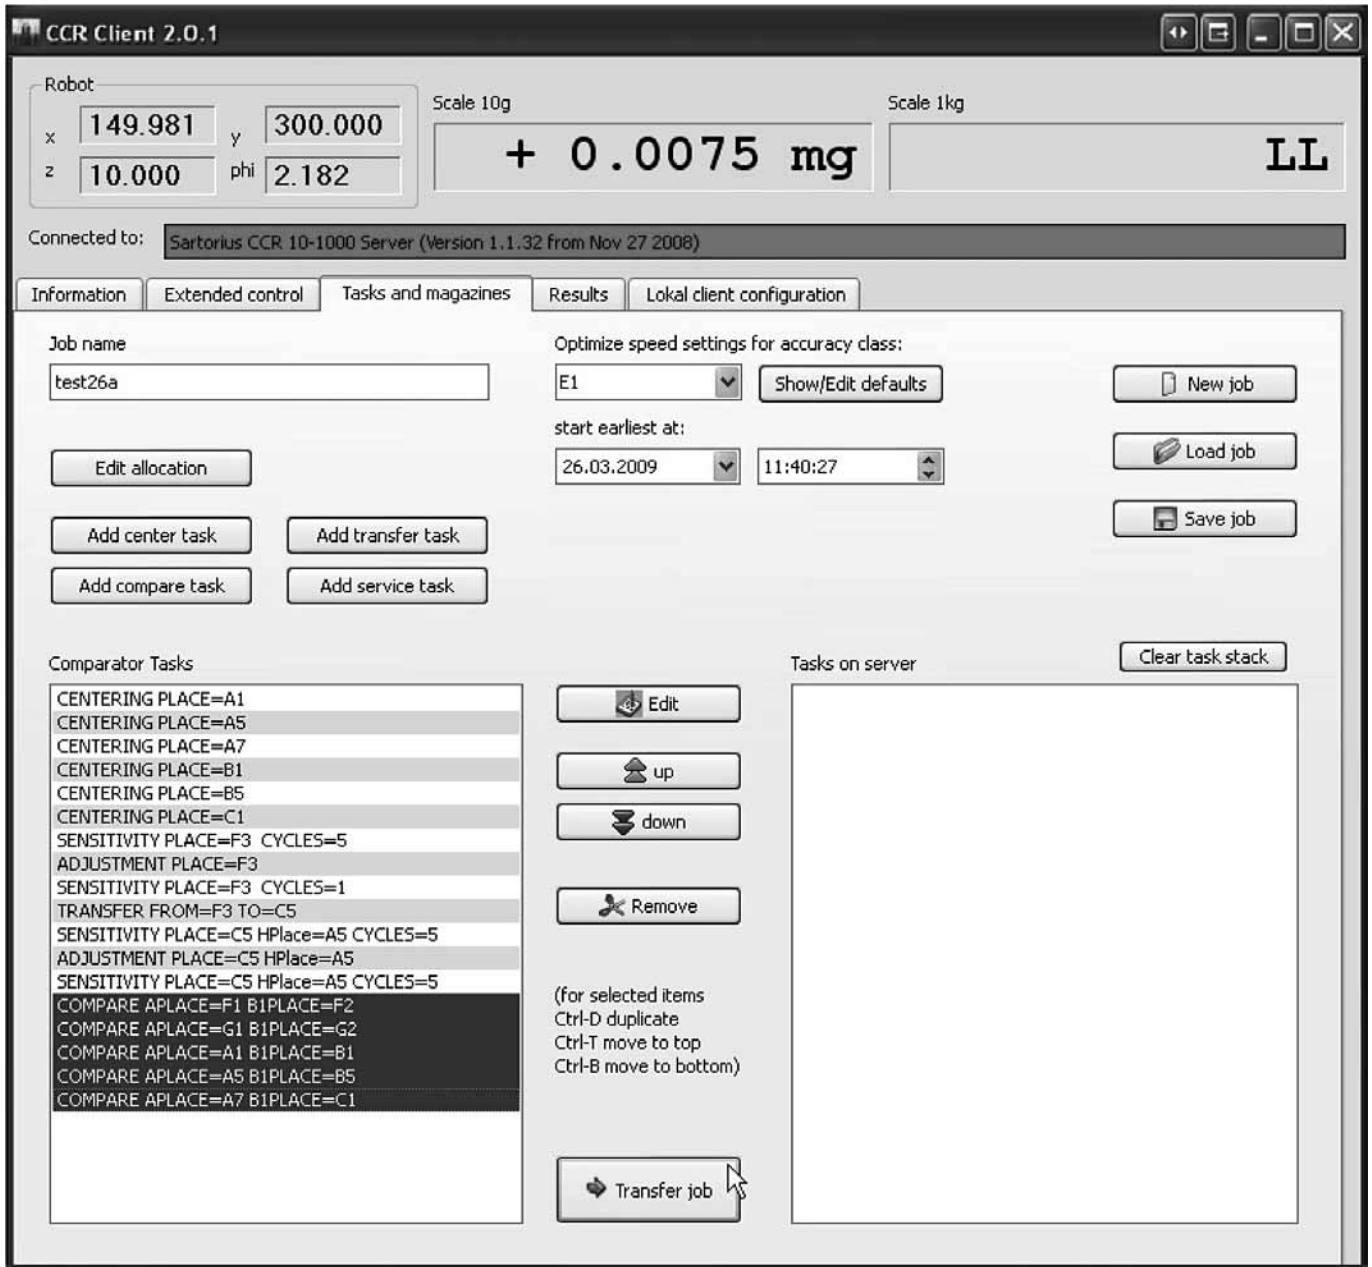 CCR Client 2.0.1
Robot
x 149.981 y 300.000
z 10.000 phi 2.182
Scale 10g
+ 0.0075 mg
Scale 1kg
LL
Connected to: Sartorius CCR 10-1000 Server (Version 1.1.32 from Nov 27 2008)
Information Extended control Tasks and magazines Results Lokal client configuration
Job name
test26a
Optimize speed settings for accuracy class:
E1 Show/Edit defaults
start earliest at:
26.03.2009 11:40:27
New job
Load job
Save job
Edit allocation
Add center task Add transfer task
Add compare task Add service task
Comparator Tasks
CENTERING PLACE=A1
CENTERING PLACE=A5
CENTERING PLACE=A7
CENTERING PLACE=B1
CENTERING PLACE=B5
CENTERING PLACE=C1
SENSITIVITY PLACE=F3 CYCLES=5
ADJUSTMENT PLACE=F3
SENSITIVITY PLACE=F3 CYCLES=1
TRANSFER FROM=F3 TO=C5
SENSITIVITY PLACE=C5 HPlace=A5 CYCLES=5
ADJUSTMENT PLACE=C5 HPlace=A5
SENSITIVITY PLACE=C5 HPlace=A5 CYCLES=5
COMPARE APLACE=F1 B1PLACE=F2
COMPARE APLACE=G1 B1PLACE=G2
COMPARE APLACE=A1 B1PLACE=B1
COMPARE APLACE=A5 B1PLACE=B5
COMPARE APLACE=A7 B1PLACE=C1
Edit
up
down
Remove
(for selected items
Ctrl-D duplicate
Ctrl-T move to top
Ctrl-B move to bottom)
Transfer job
Tasks on server
Clear task stack